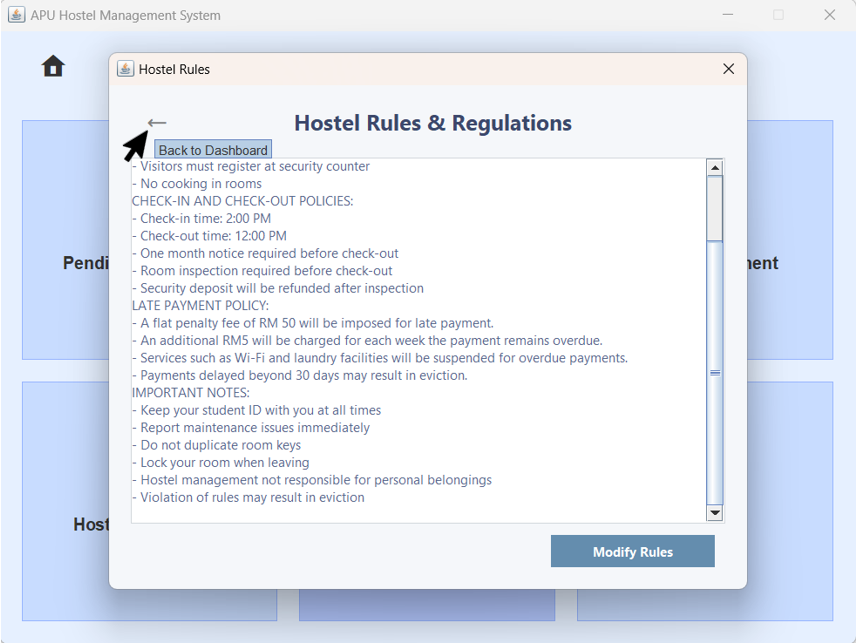 APU Hostel Management System
Hostel Rules
Hostel Rules & Regulations
Back to Dashboard
- Visitors must register at security counter
- No cooking in rooms
CHECK-IN AND CHECK-OUT POLICIES:
- Check-in time: 2:00 PM
- Check-out time: 12:00 PM
- One month notice required before check-out
- Room inspection required before check-out
- Security deposit will be refunded after inspection
LATE PAYMENT POLICY:
- A flat penalty fee of RM 50 will be imposed for late payment.
- An additional RM5 will be charged for each week the payment remains overdue.
- Services such as Wi-Fi and laundry facilities will be suspended for overdue payments.
- Payments delayed beyond 30 days may result in eviction.
IMPORTANT NOTES:
- Keep your student ID with you at all times
- Report maintenance issues immediately
- Do not duplicate room keys
- Lock your room when leaving
- Hostel management not responsible for personal belongings
- Violation of rules may result in eviction
Modify Rules
Pendi
nent
Host